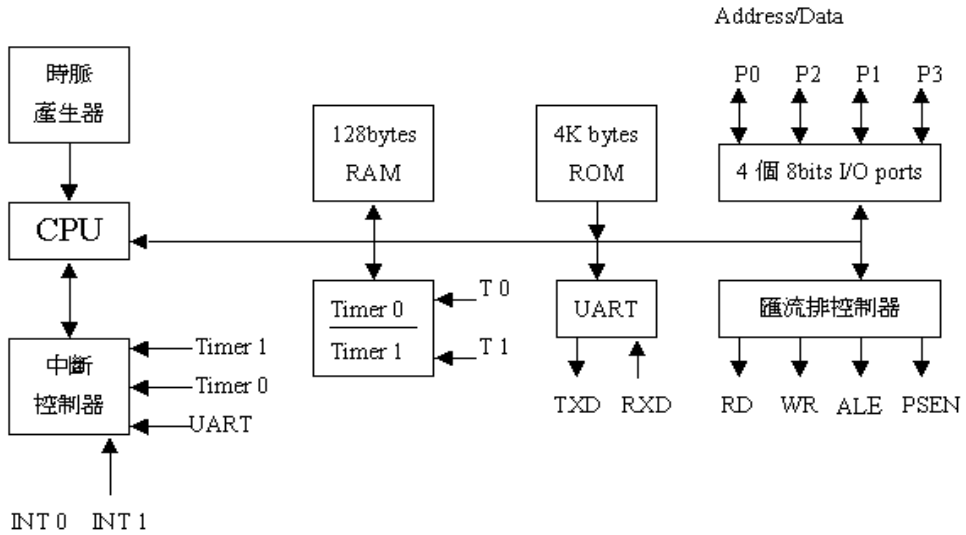 Address/Data
時脈
產生器
P0 P2 P1 P3
128bytes
RAM
4K bytes
ROM
4 個 8bits I/O ports
CPU
Timer 0
Timer 1
T 0
T 1
UART
匯流排控制器
中斷
控制器
Timer 1
Timer 0
UART
TXD RXD
RD WR ALE PSEN
INT 0 INT 1